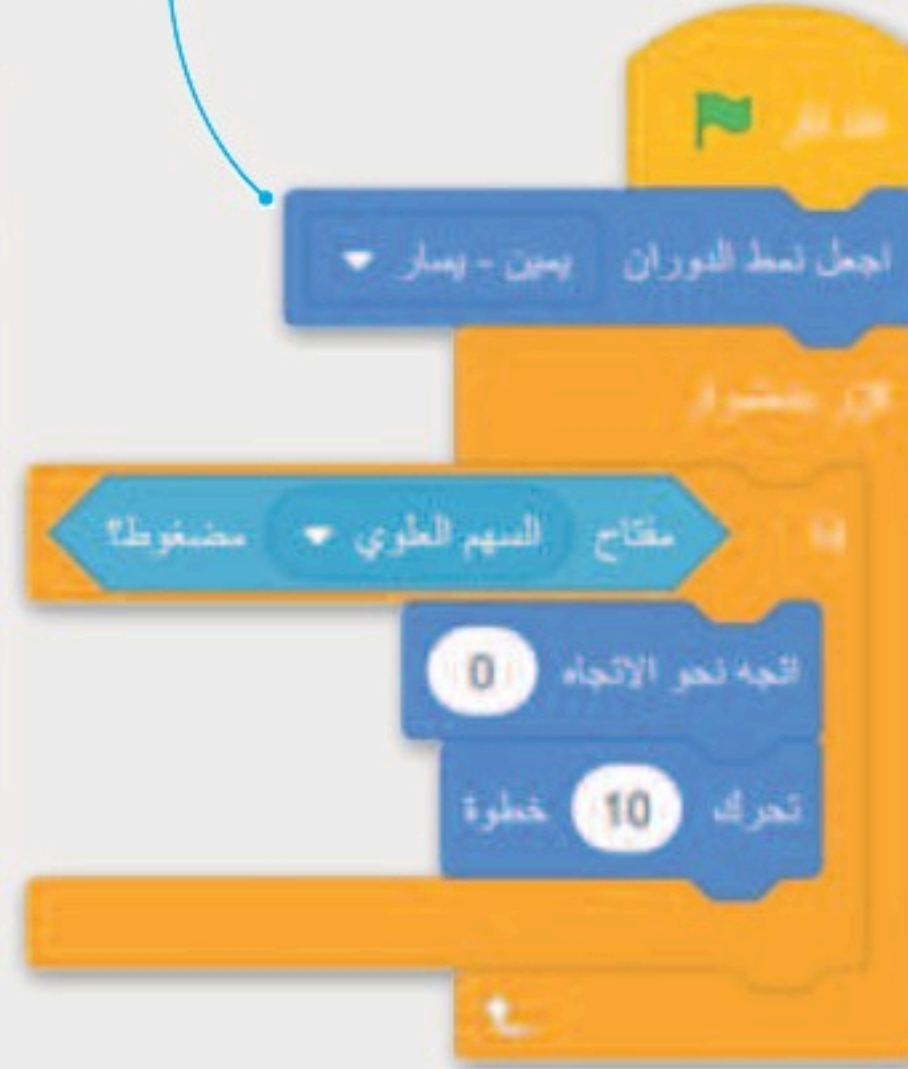 اجعل نمط الدوران يمين - يسار
مفتاح السهم العلوي مضغوط؟
اتجه نحو الاتجاه 0
تحرك 10 خطوة